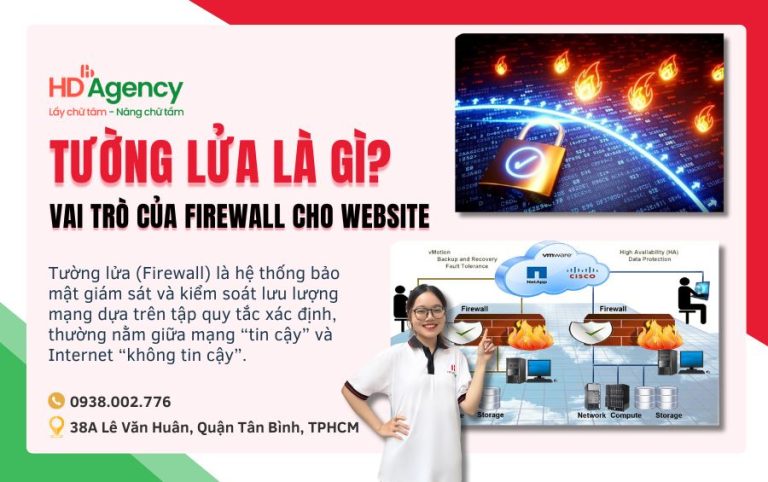 HD Agency
Lấy chữ tâm - Nâng chữ tầm
TƯỜNG LỬA LÀ GÌ?
VAI TRÒ CỦA FIREWALL CHO WEBSITE
Tường lửa (Firewall) là hệ thống bảo
mật giám sát và kiểm soát lưu lượng
mạng dựa trên tập quy tắc xác định,
thường nằm giữa mạng “tin cậy” và
Internet “không tin cậy”.
0938.002.776
38A Lê Văn Huân, Quận Tân Bình, TPHCM
vMotion
Backup and Recovery
Fault Tolerance
vmware
NetApp
CISCO
High Availability (HA)
Data Protection
Firewall
Firewall
Storage
Network
Compute
Storage